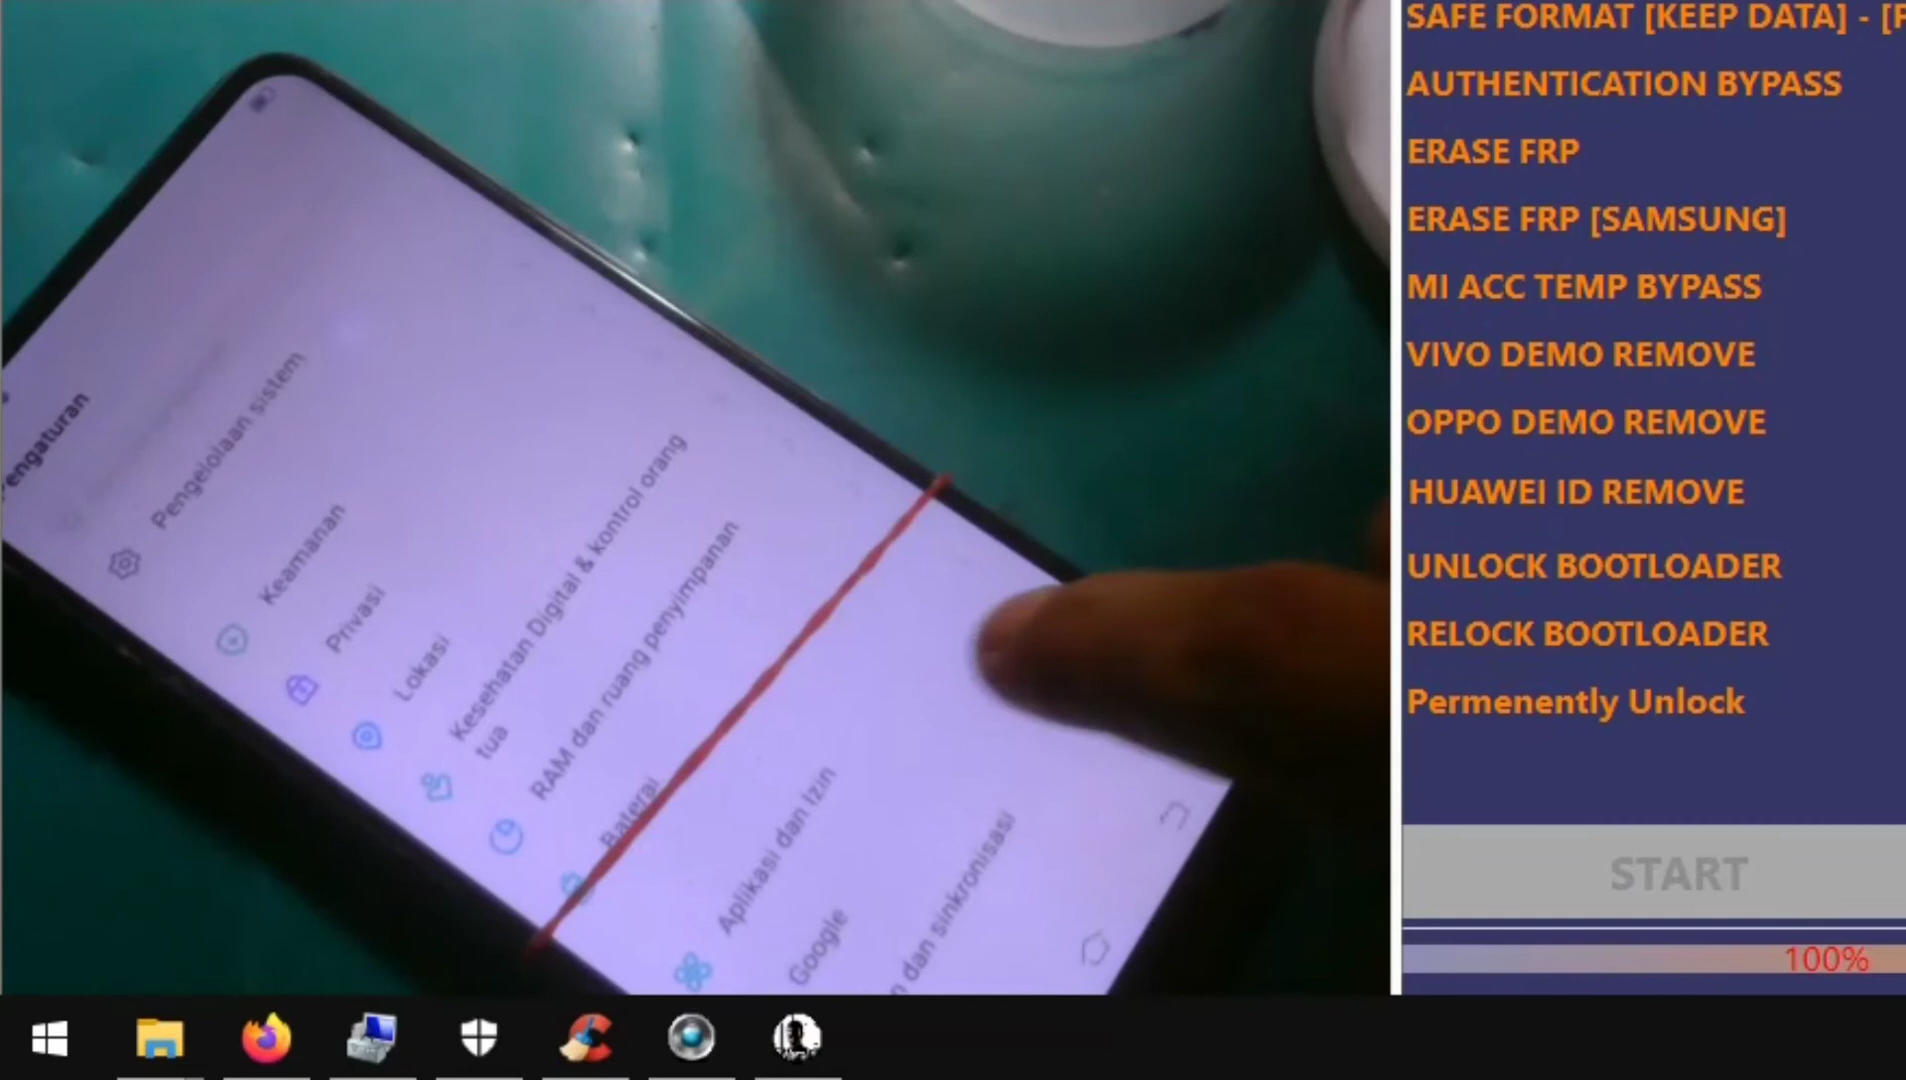 Pengaturan
Pengelolaan sistem
Keamanan
Privasi
Lokasi
Kesehatan Digital & kontrol orang
tua
RAM dan ruang penyimpanan
Baterai
Aplikasi dan Izin
Google
dan sinkronisasi
SAFE FORMAT [KEEP DATA] - [F
AUTHENTICATION BYPASS
ERASE FRP
ERASE FRP [SAMSUNG]
MI ACC TEMP BYPASS
VIVO DEMO REMOVE
OPPO DEMO REMOVE
HUAWEI ID REMOVE
UNLOCK BOOTLOADER
RELOCK BOOTLOADER
Permenently Unlock
START
100%